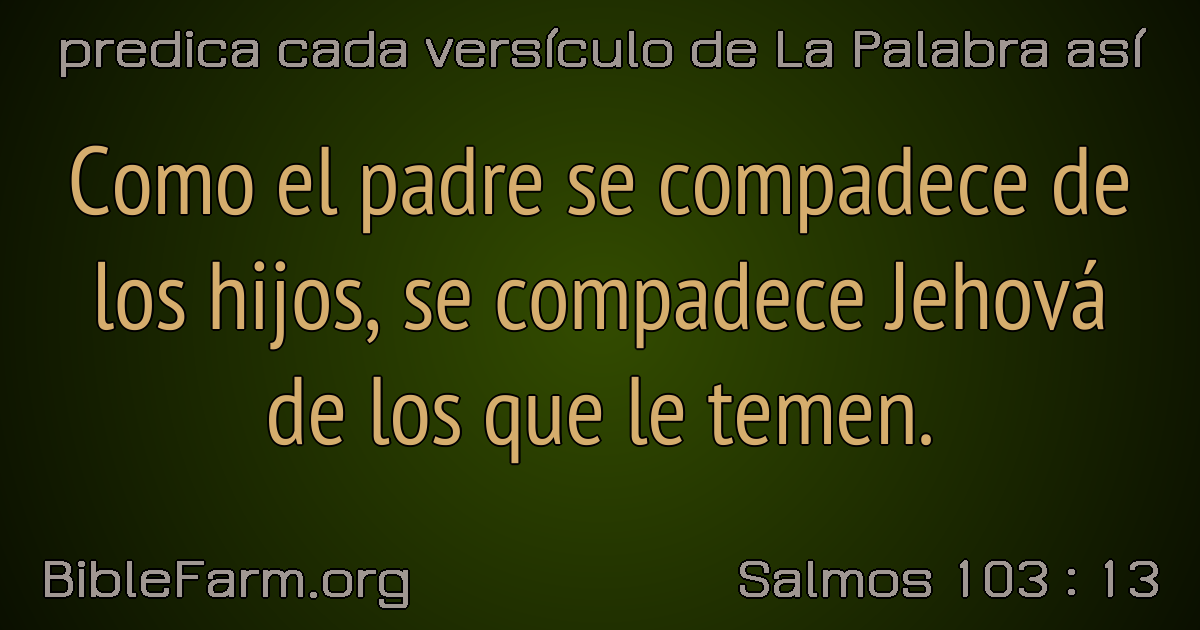 predica cada versículo de La Palabra así
Como el padre se compadece de
los hijos, se compadece Jehová
de los que le temen.
BibleFarm.org
Salmos 103 : 13